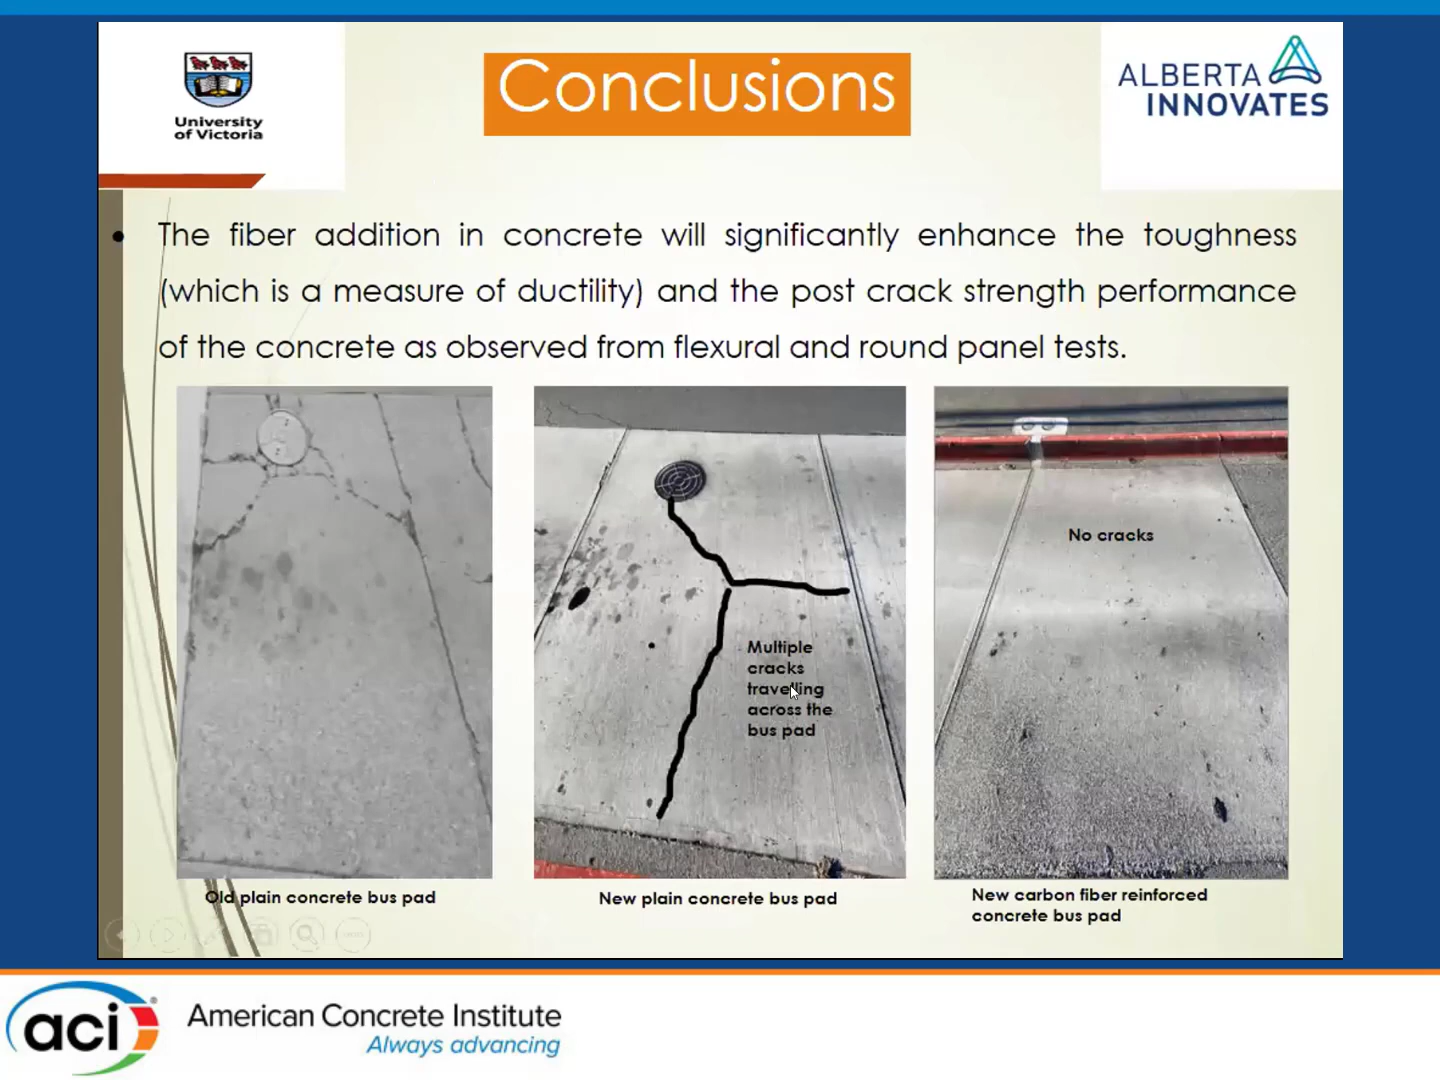 University
of Victoria
Conclusions
ALBERTA
INNOVATES
• The fiber addition in concrete will significantly enhance the toughness
(which is a measure of ductility) and the post crack strength performance
of the concrete as observed from flexural and round panel tests.
No cracks
Multiple
cracks
travelling
across the
bus pad
Old plain concrete bus pad
New plain concrete bus pad
New carbon fiber reinforced
concrete bus pad
aci
American Concrete Institute
Always advancing